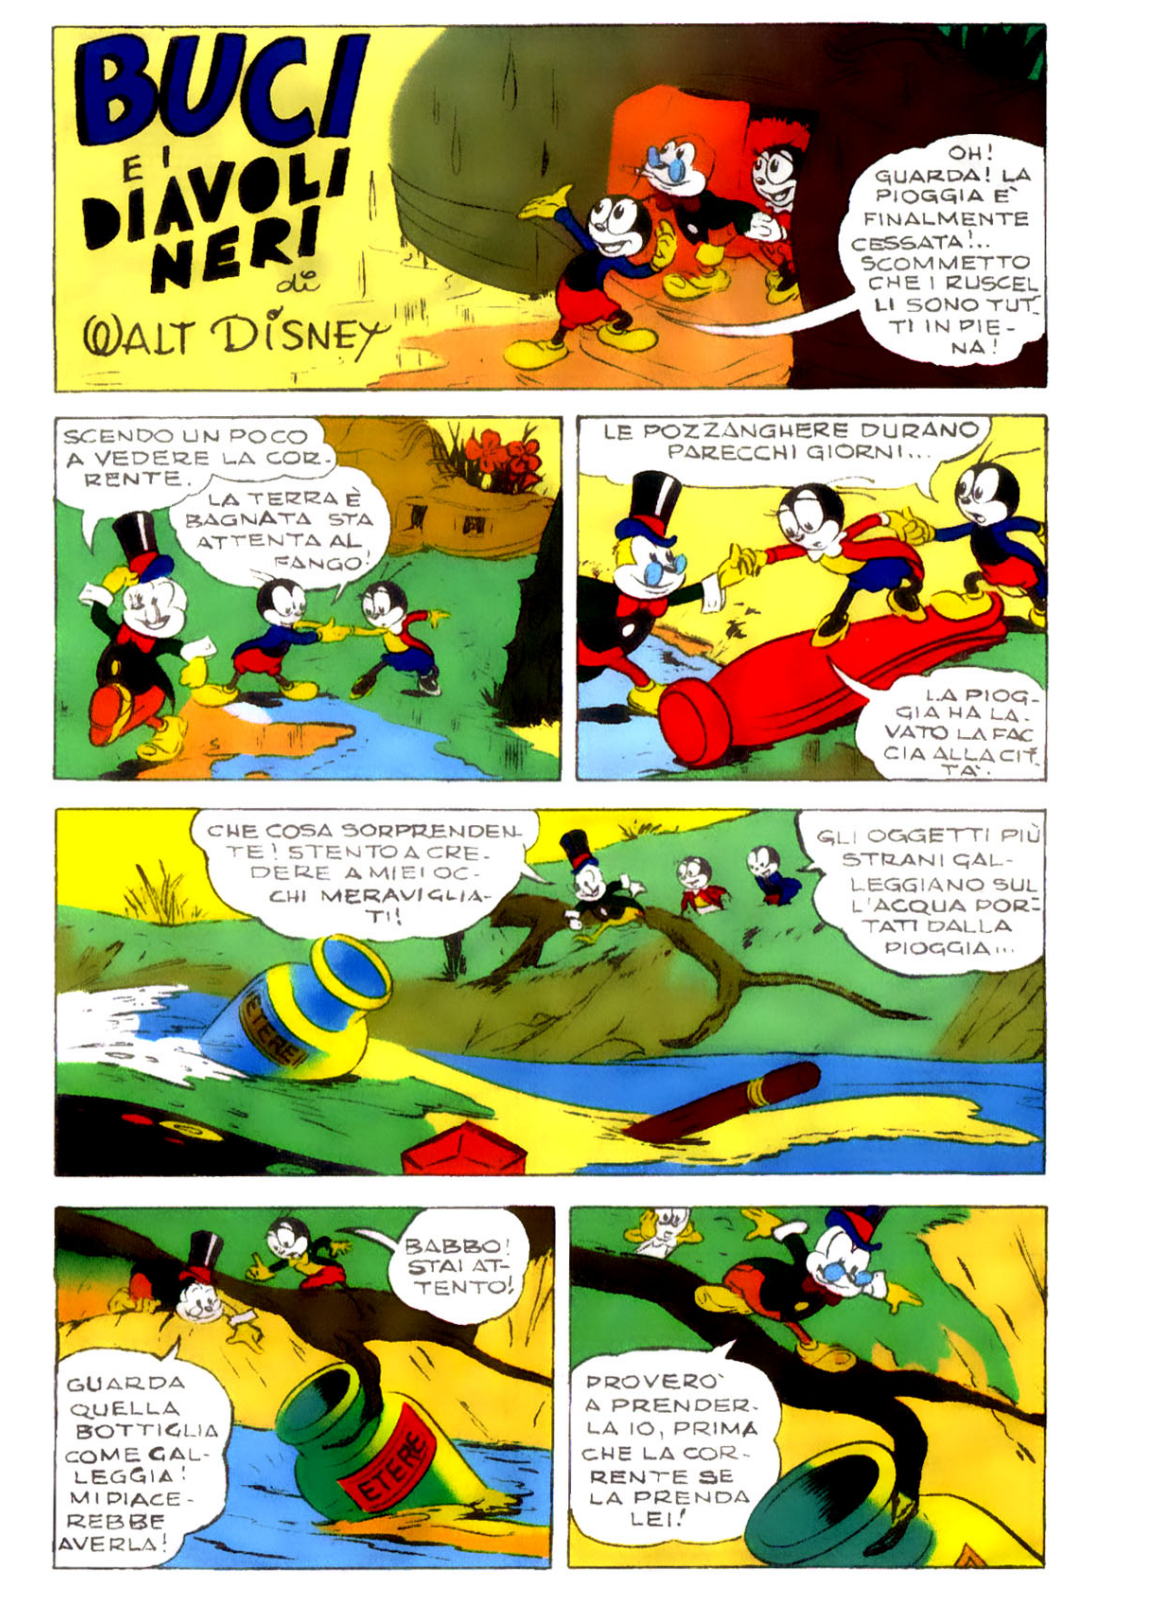 BUCI
E I
DIAVOLI
NERI
di
WALT DISNEY
OH!
GUARDA! LA
PIOGGIA È
FINALMENTE
CESSATA!..
SCOMMETTO
CHE I RUSCEL
LI SONO TUT-
TI IN PIE-
NA!
SCENDO UN POCO
A VEDERE LA COR-
RENTE.
LA TERRA È
BAGNATA STA
ATTENTA AL
FANGO!
LE POZZANGHERE DURANO
PARECCHI GIORNI...
LA PIOG-
GIA HA LA-
VATO LA FAC
CIA ALLA CIT-
TA'.
CHE COSA SORPRENDEN-
TE! STENTO A CRE-
DERE A MIEI OC-
CHI MERAVIGLIA-
TI!
GLI OGGETTI PIÙ
STRANI GAL-
LEGGIANO SUL
L'ACQUA POR-
TATI DALLA
PIOGGIA...
ETERE
BABBO!
STAI AT-
TENTO!
GUARDA
QUELLA
BOTTIGLIA
COME GAL-
LEGGIA!
MI PIACE-
REBBE
AVERLA!
ETERE
PROVERO'
A PRENDER-
LA IO, PRIMA
CHE LA COR-
RENTE SE
LA PRENDA
LEI!